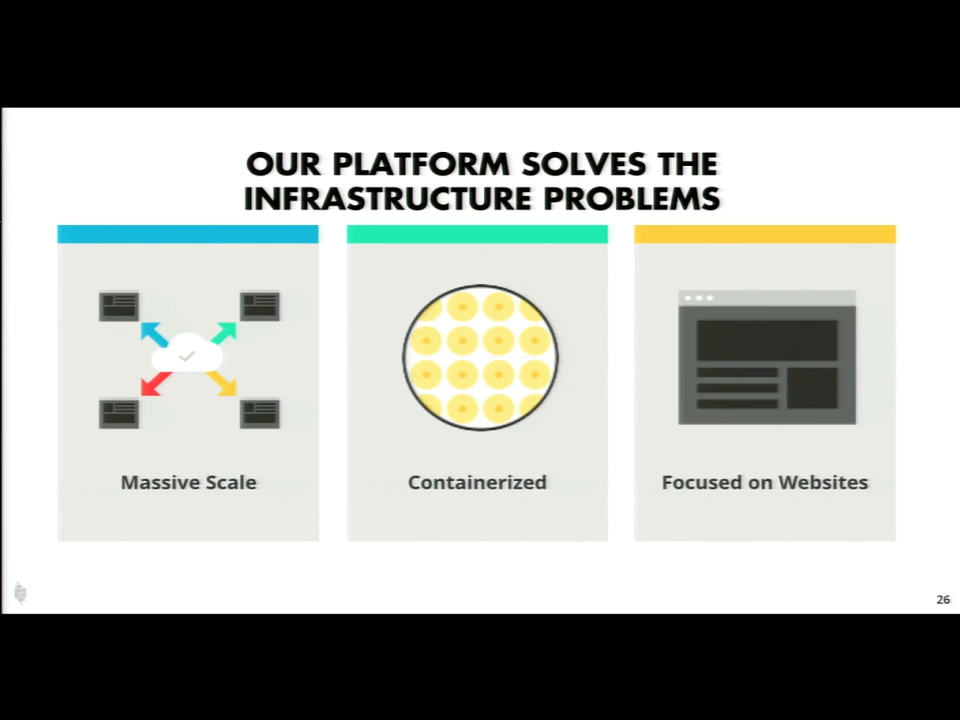 OUR PLATFORM SOLVES THE
INFRASTRUCTURE PROBLEMS
Massive Scale
Containerized
Focused on Websites
26